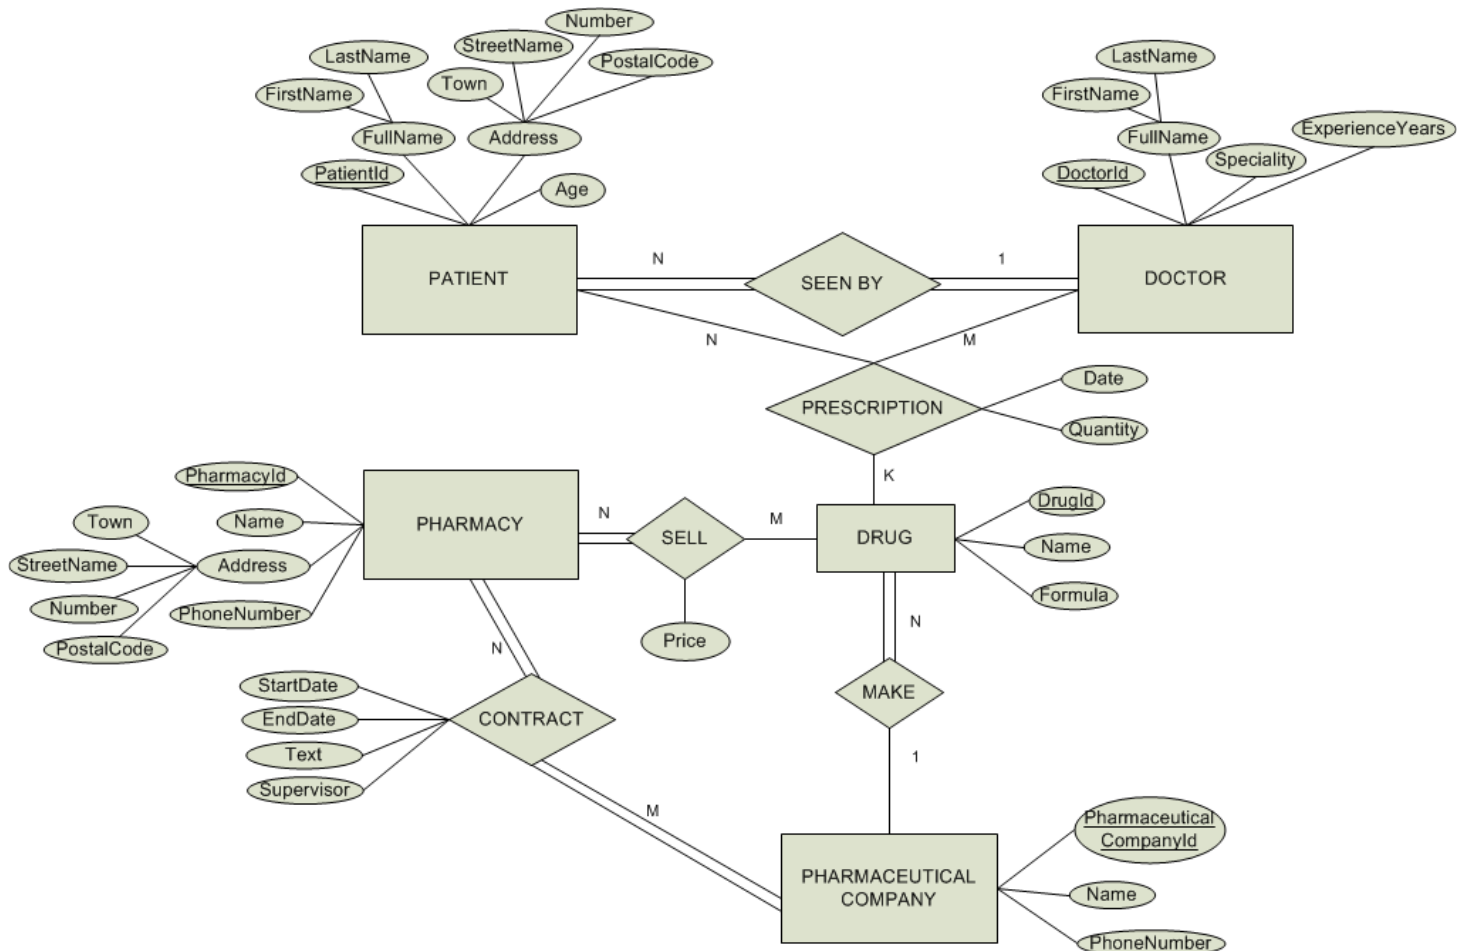 Number
StreetName
LastName
PostalCode
Town
FirstName
FullName
Address
PatientId
Age
LastName
FirstName
ExperienceYears
FullName
Speciality
DoctorId
PATIENT
N
SEEN BY
1
DOCTOR
N
M
PRESCRIPTION
Date
Quantity
K
PharmacyId
Town
Name
StreetName
Address
Number
PhoneNumber
PostalCode
PHARMACY
N
SELL
M
DRUG
DrugId
Name
Formula
Price
N
N
MAKE
StartDate
EndDate
Text
Supervisor
CONTRACT
1
M
PHARMACEUTICAL
COMPANY
Pharmaceutical
CompanyId
Name
PhoneNumber